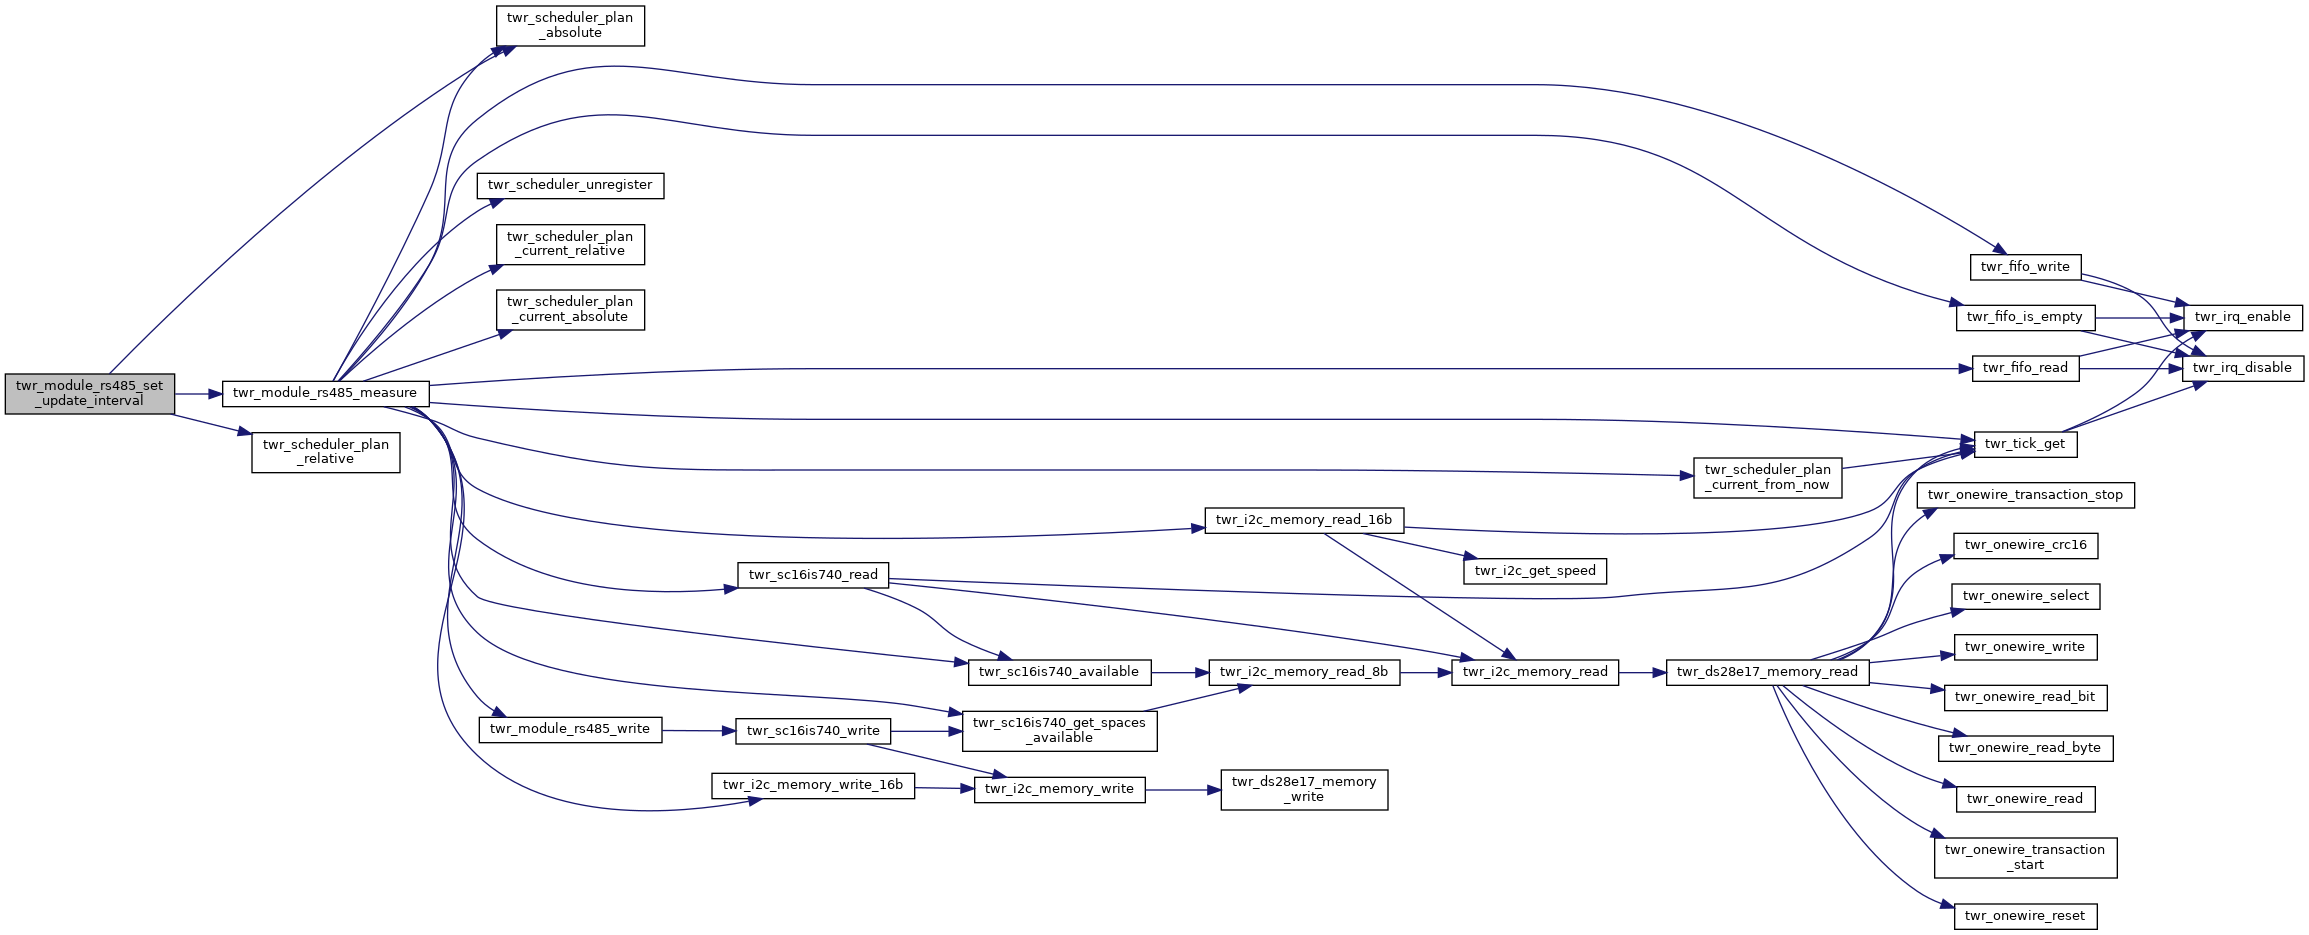 twr_module_rs485_set
_update_interval
twr_scheduler_plan
_absolute
twr_module_rs485_measure
twr_scheduler_plan
_relative
twr_scheduler_unregister
twr_scheduler_plan
_current_relative
twr_scheduler_plan
_current_absolute
twr_fifo_write
twr_fifo_is_empty
twr_fifo_read
twr_irq_enable
twr_irq_disable
twr_tick_get
twr_scheduler_plan
_current_from_now
twr_i2c_memory_read_16b
twr_i2c_get_speed
twr_sc16is740_read
twr_sc16is740_available
twr_i2c_memory_read_8b
twr_i2c_memory_read
twr_ds28e17_memory_read
twr_sc16is740_get_spaces
_available
twr_module_rs485_write
twr_sc16is740_write
twr_i2c_memory_write_16b
twr_i2c_memory_write
twr_ds28e17_memory
_write
twr_onewire_transaction_stop
twr_onewire_crc16
twr_onewire_select
twr_onewire_write
twr_onewire_read_bit
twr_onewire_read_byte
twr_onewire_read
twr_onewire_transaction
_start
twr_onewire_reset